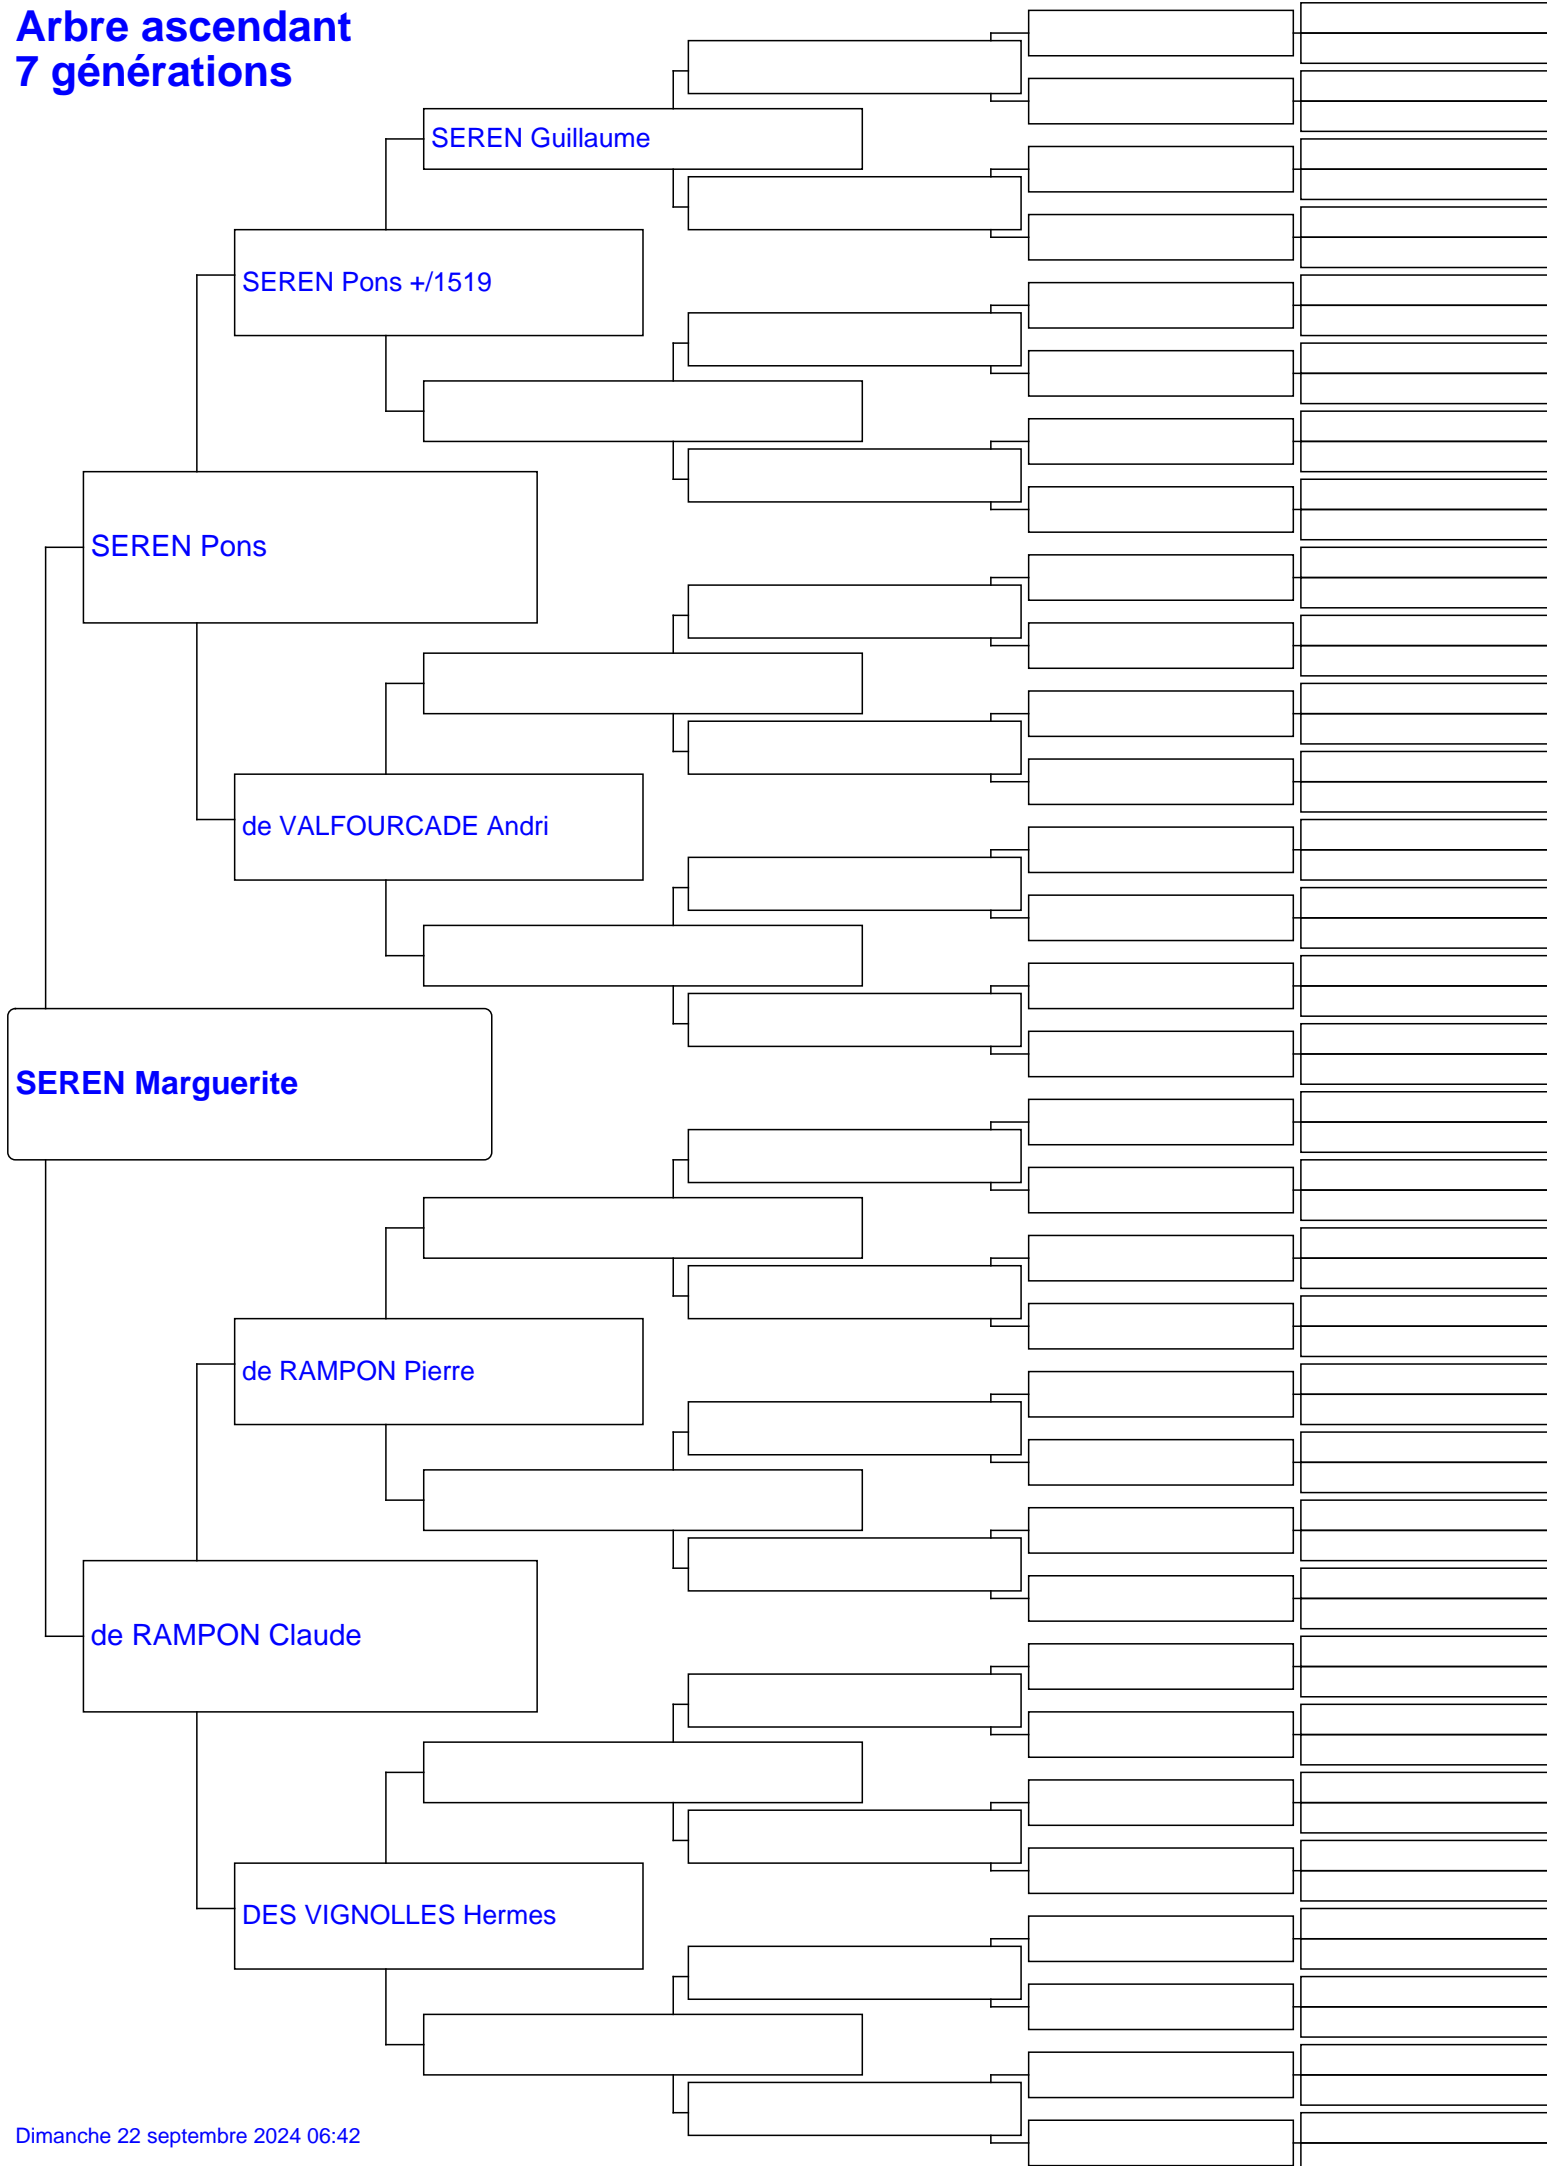 Arbre ascendant
7 générations
SEREN Guillaume
SEREN Pons +/1519
SEREN Pons
de VALFOURCADE Andri
SEREN Marguerite
de RAMPON Pierre
de RAMPON Claude
DES VIGNOLLES Hermes
Dimanche 22 septembre 2024 06:42